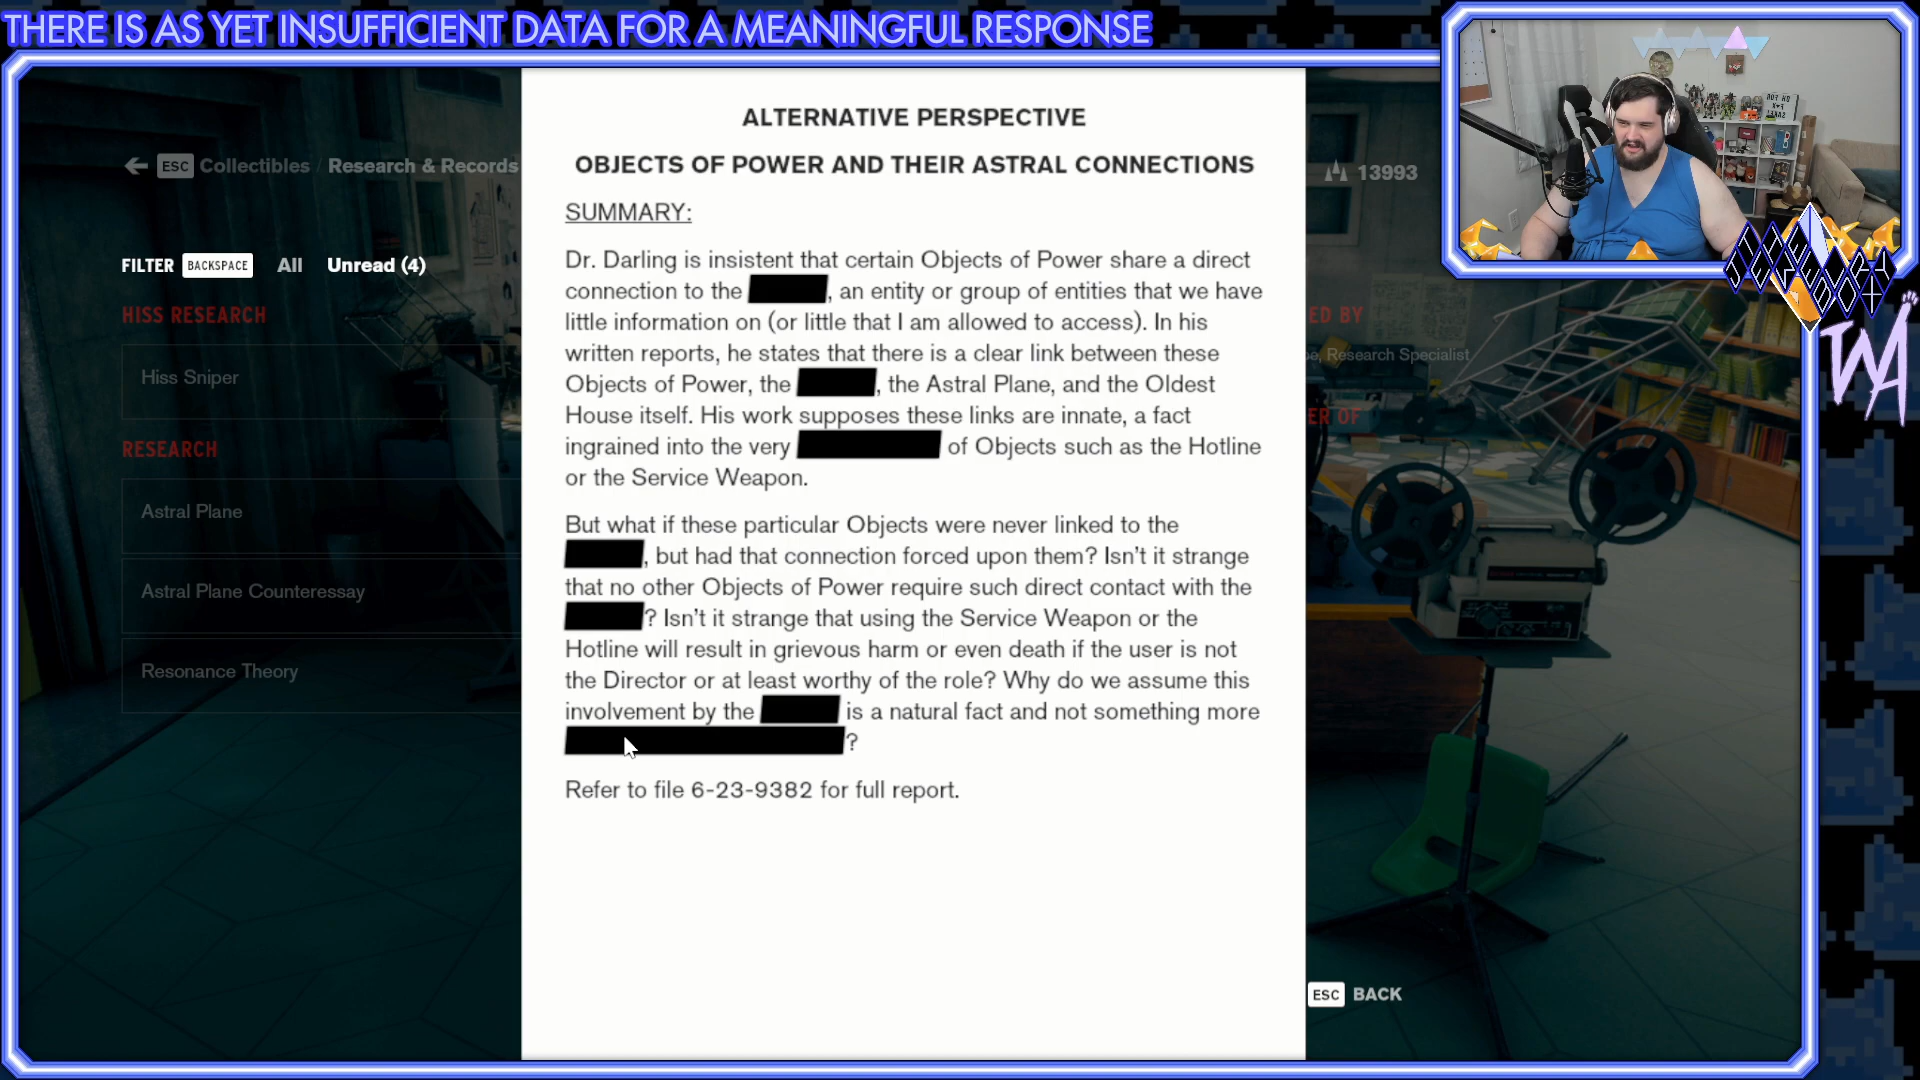 THERE IS AS YET INSUFFICIENT DATA FOR A MEANINGFUL RESPONSE
ESC Collectibles / Research & Records
13993
FILTER BACKSPACE All Unread (4)
HISS RESEARCH
Hiss Sniper
RESEARCH
Astral Plane
Astral Plane Counteressay
Resonance Theory
ALTERNATIVE PERSPECTIVE
OBJECTS OF POWER AND THEIR ASTRAL CONNECTIONS
SUMMARY:
Dr. Darling is insistent that certain Objects of Power share a direct
connection to the , an entity or group of entities that we have
little information on (or little that I am allowed to access). In his
written reports, he states that there is a clear link between these
Objects of Power, the , the Astral Plane, and the Oldest
House itself. His work supposes these links are innate, a fact
ingrained into the very of Objects such as the Hotline
or the Service Weapon.
But what if these particular Objects were never linked to the
, but had that connection forced upon them? Isn't it strange
that no other Objects of Power require such direct contact with the
? Isn't it strange that using the Service Weapon or the
Hotline will result in grievous harm or even death if the user is not
the Director or at least worthy of the role? Why do we assume this
involvement by the is a natural fact and not something more
?
Refer to file 6-23-9382 for full report.
ED BY
, Research Specialist
ER OF
ESC BACK